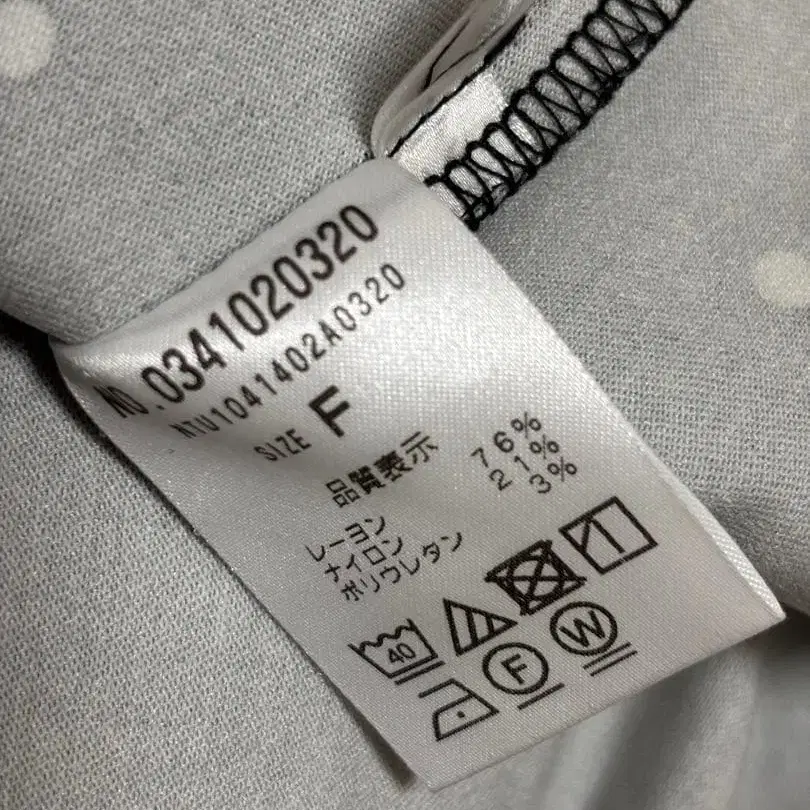 NO.0341020320
NTU1041402A0320
SIZE F
品質表示
レーヨン 76%
ナイロン 21%
ポリウレタン 3%
40
F W